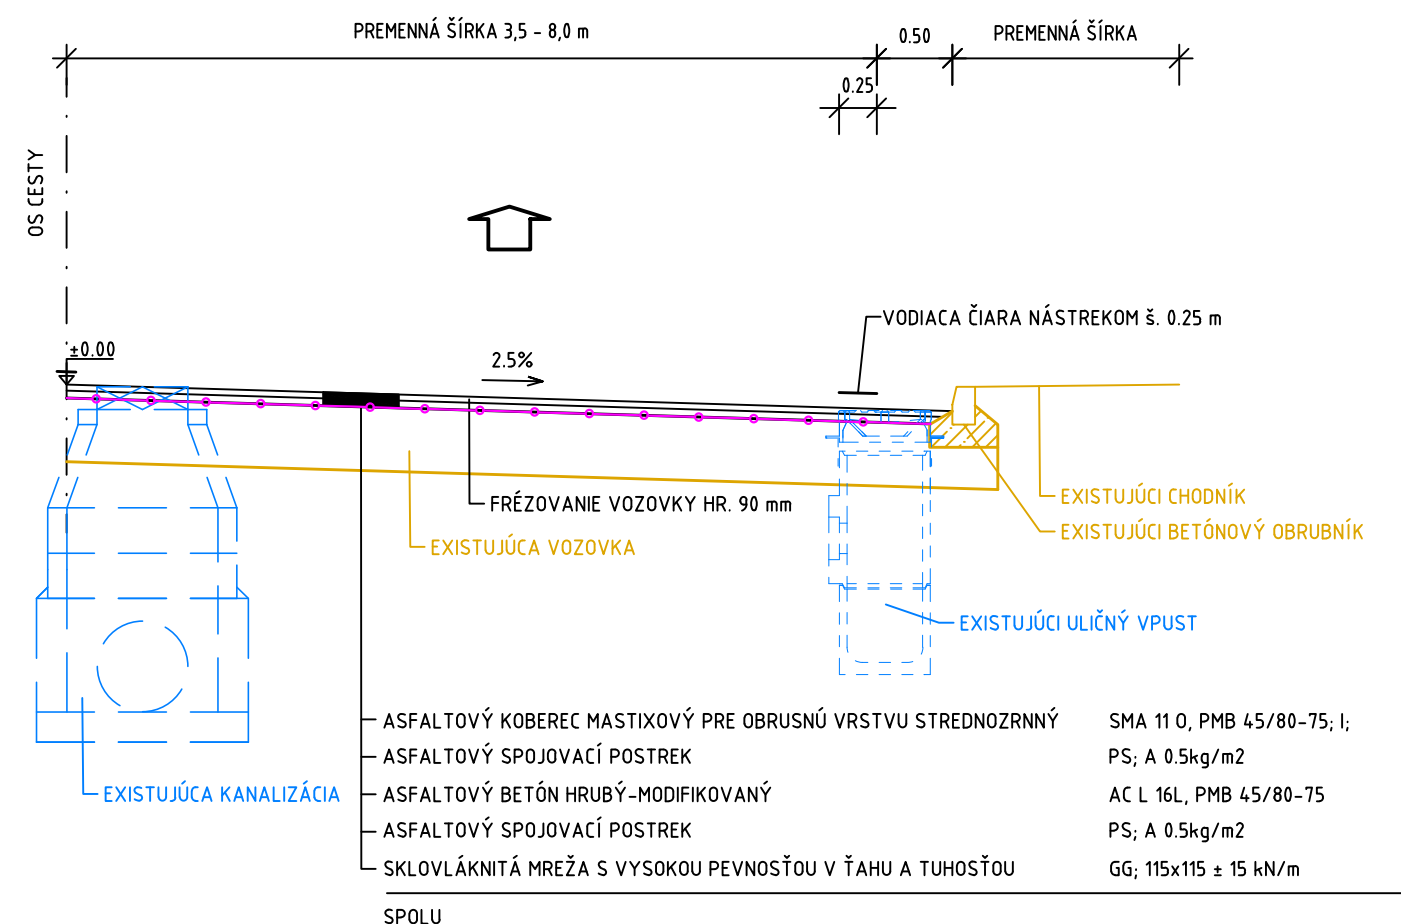 PREMENNÁ ŠÍRKA 3,5 - 8,0 m
0.50
PREMENNÁ ŠÍRKA
0.25
OS CESTY
±0.00
2.5%
VODIACA ČIARA NÁSTREKOM š. 0.25 m
FRÉZOVANIE VOZOVKY HR. 90 mm
EXISTUJÚCI CHODNÍK
EXISTUJÚCI BETÓNOVÝ OBRUBNÍK
EXISTUJÚCA VOZOVKA
EXISTUJÚCI ULIČNÝ VPUST
EXISTUJÚCA KANALIZÁCIA
ASFALTOVÝ KOBEREC MASTIXOVÝ PRE OBRUSNÚ VRSTVU STREDNOZRNNÝ SMA 11 O, PMB 45/80-75; I;
ASFALTOVÝ SPOJOVACÍ POSTREK PS; A 0.5kg/m2
ASFALTOVÝ BETÓN HRUBÝ-MODIFIKOVANÝ AC L 16L, PMB 45/80-75
ASFALTOVÝ SPOJOVACÍ POSTREK PS; A 0.5kg/m2
SKLOVLÁKNITÁ MREŽA S VYSOKOU PEVNOSŤOU V ŤAHU A TUHOSŤOU GG; 115x115 ± 15 kN/m
SPOLU